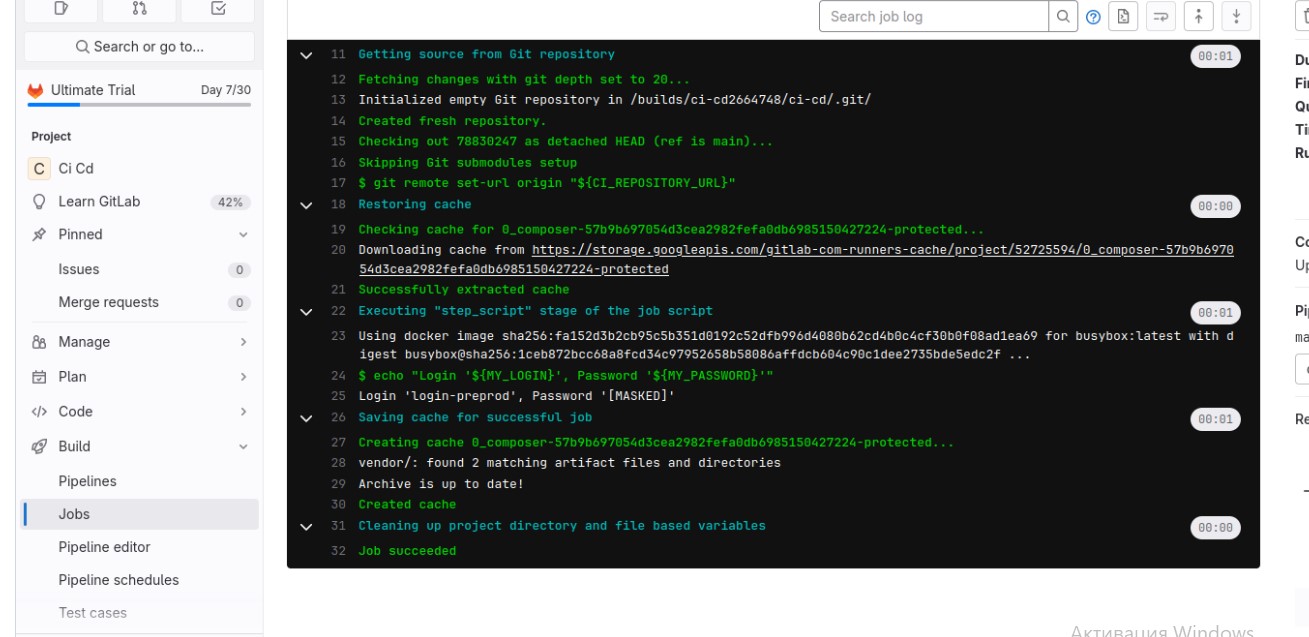 Search or go to...
Ultimate Trial Day 7/30
Project
C Ci Cd
Learn GitLab 42%
Pinned
Issues 0
Merge requests 0
Manage
Plan
Code
Build
Pipelines
Jobs
Pipeline editor
Pipeline schedules
Test cases
Search job log
11 Getting source from Git repository 00:01
12 Fetching changes with git depth set to 20...
13 Initialized empty Git repository in /builds/ci-cd2664748/ci-cd/.git/
14 Created fresh repository.
15 Checking out 78830247 as detached HEAD (ref is main)...
16 Skipping Git submodules setup
17 $ git remote set-url origin "${CI_REPOSITORY_URL}"
18 Restoring cache 00:00
19 Checking cache for 0_composer-57b9b697054d3cea2982fefa0db6985150427224-protected...
20 Downloading cache from https://storage.googleapis.com/gitlab-com-runners-cache/project/52725594/0_composer-57b9b6970
54d3cea2982fefa0db6985150427224-protected
21 Successfully extracted cache
22 Executing "step_script" stage of the job script 00:01
23 Using docker image sha256:fa152d3b2cb95c5b351d0192c52dfb996d4080b62cd4b0c4cf30b0f08ad1ea69 for busybox:latest with d
igest busybox@sha256:1ceb872bcc68a8fcd34c97952658b58086affdcb604c90c1dee2735bde5edc2f ...
24 $ echo "Login '${MY_LOGIN}', Password '${MY_PASSWORD}'"
25 Login 'login-preprod', Password '[MASKED]'
26 Saving cache for successful job 00:01
27 Creating cache 0_composer-57b9b697054d3cea2982fefa0db6985150427224-protected...
28 vendor/: found 2 matching artifact files and directories
29 Archive is up to date!
30 Created cache
31 Cleaning up project directory and file based variables 00:00
32 Job succeeded
Du
Fi
Qu
Ti
Ru
Co
Up
Pi
ma
Re
Активация Windows